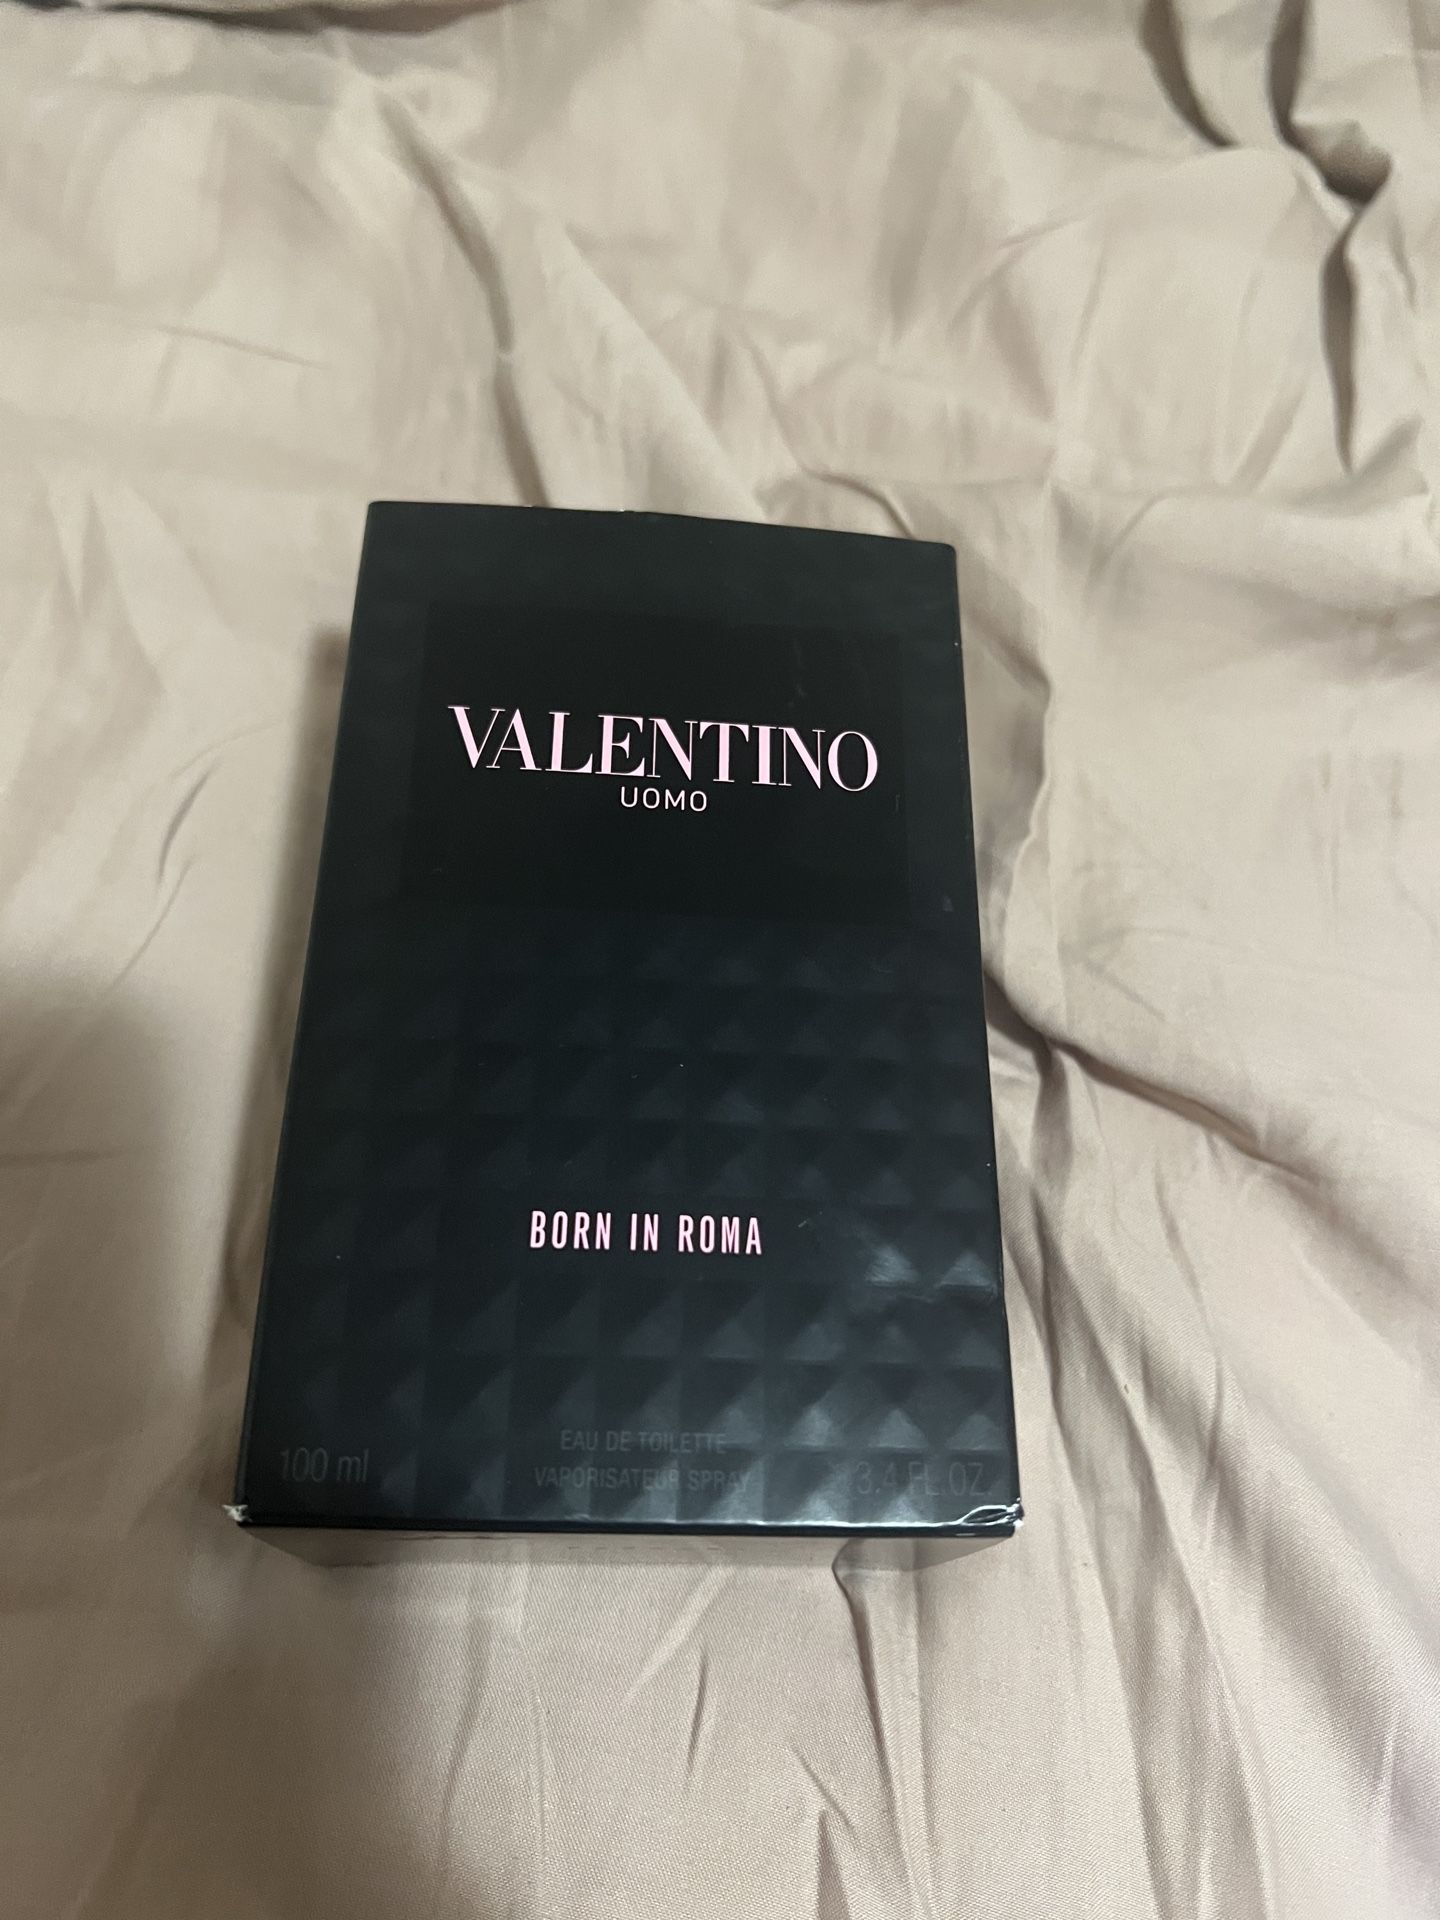 VALENTINO
UOMO
BORN IN ROMA
EAU DE TOILETTE
100 ml VAPORISATEUR SPRAY 3.4 FL.OZ.